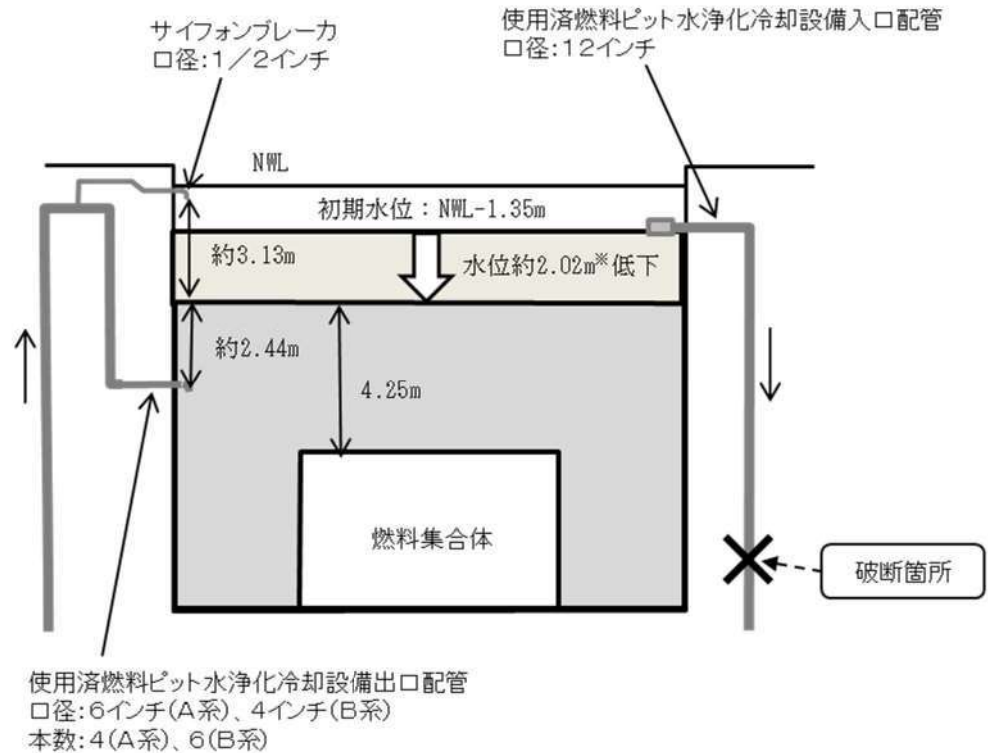 サイフォンブレーカ
口径:1／2インチ
使用済燃料ピット水浄化冷却設備入口配管
口径:12インチ
NWL
初期水位：NWL-1.35m
約3.13m
水位約2.02m※低下
約2.44m
4.25m
燃料集合体
破断箇所
使用済燃料ピット水浄化冷却設備出口配管
口径:6インチ(A系)、4インチ(B系)
本数:4(A系)、6(B系)